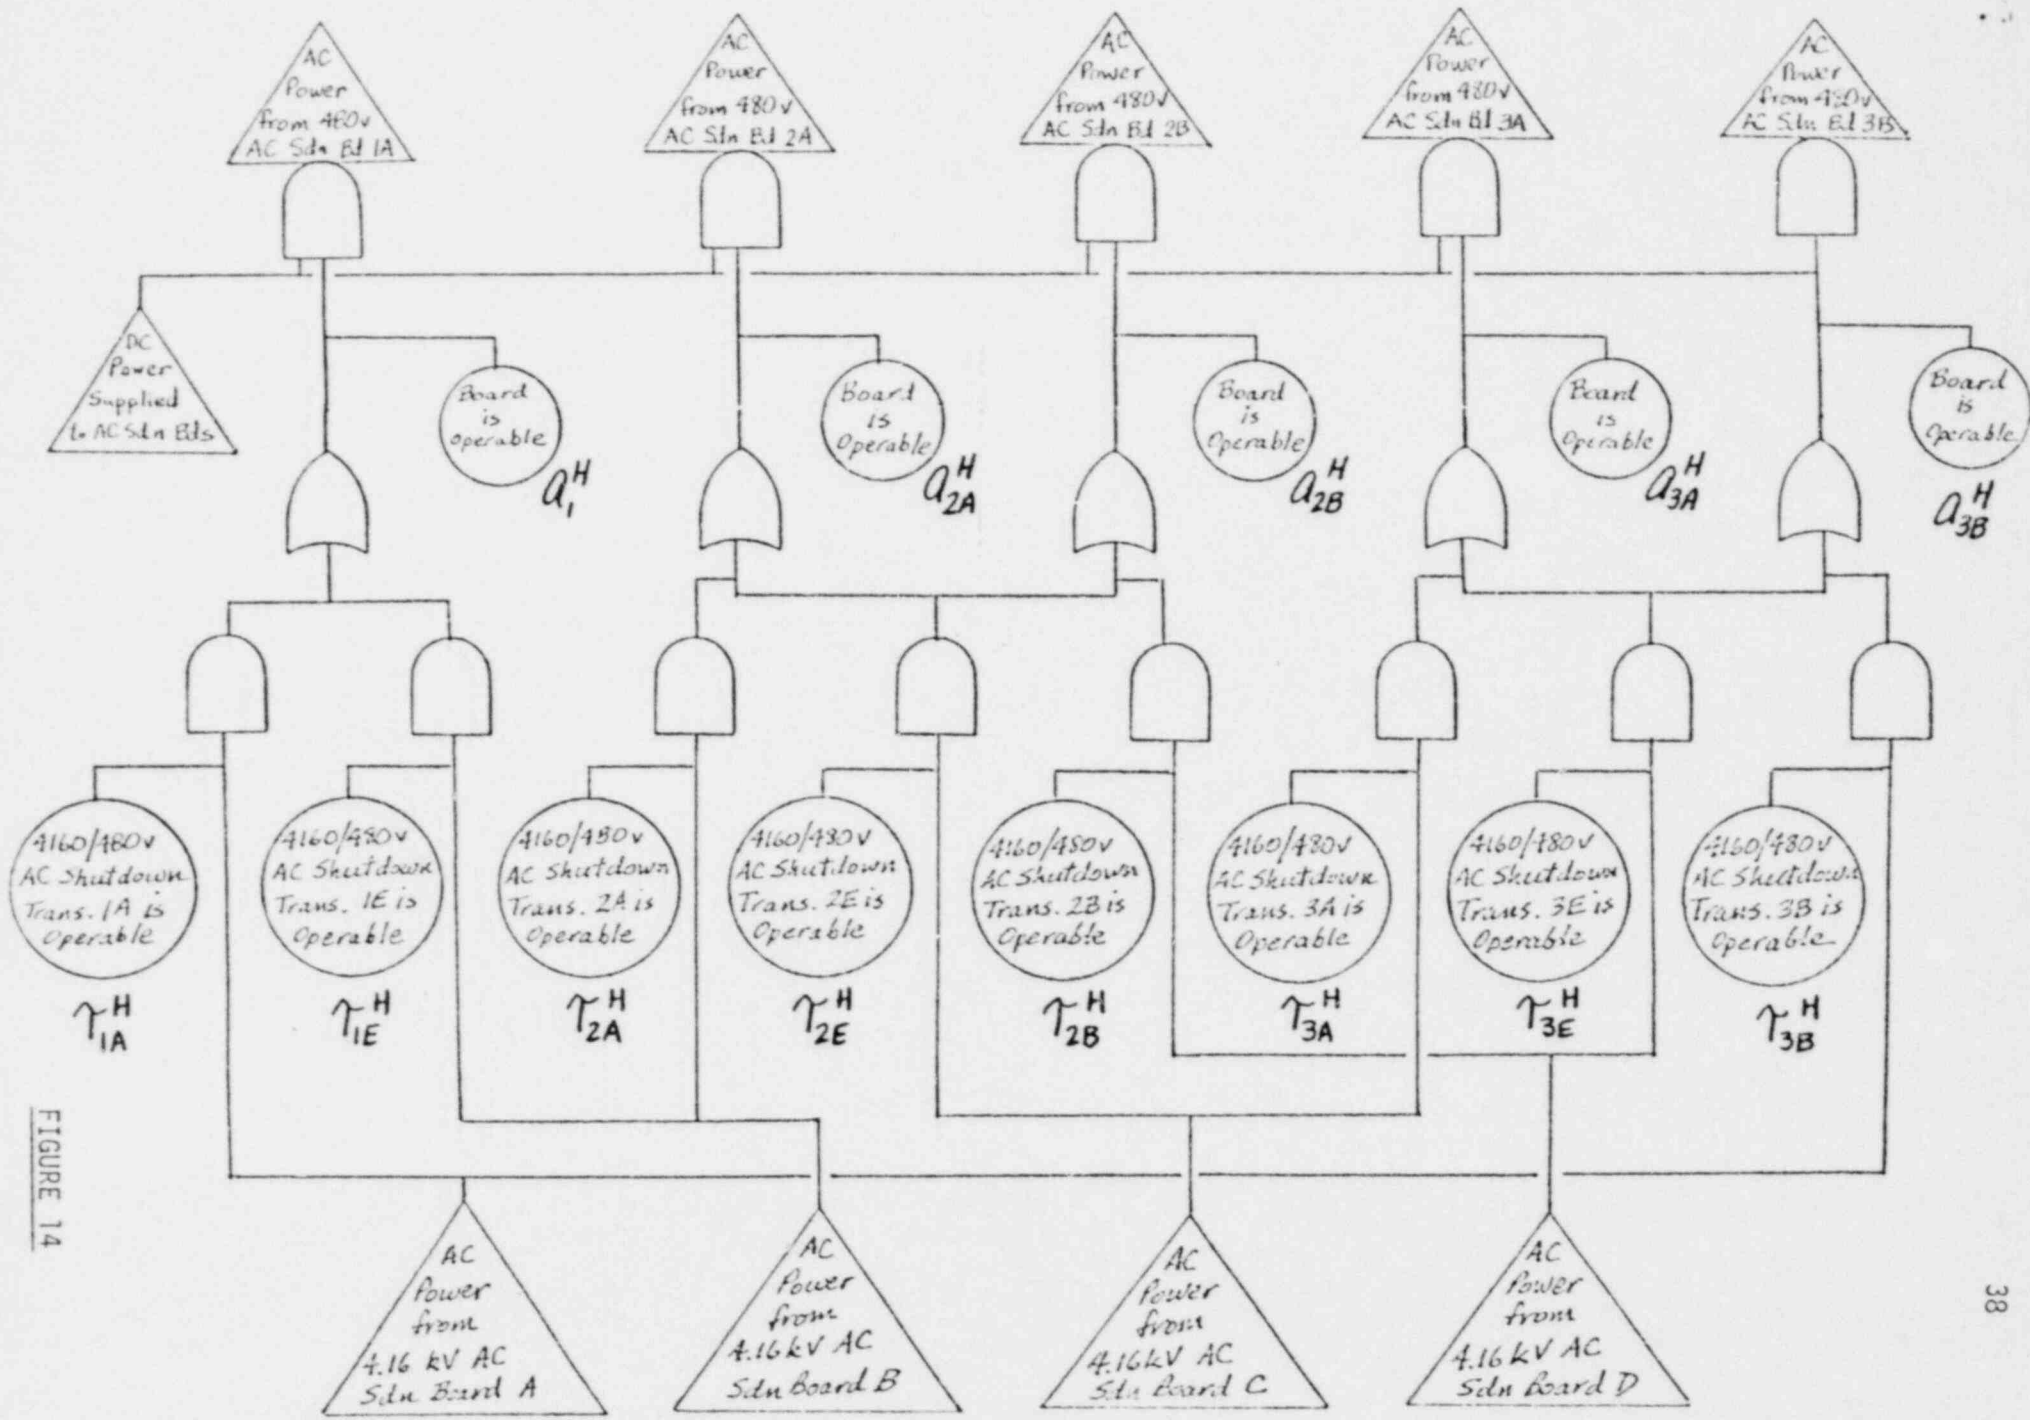 AC
Power
from 480v
AC Sdn Bd 1A
AC
Power
from 480v
AC Sdn Bd 2A
AC
Power
from 480v
AC Sdn Bd 2B
AC
Power
from 480v
AC Sdn Bd 3A
AC
Power
from 480v
AC Sdn Bd 3B
DC
Power
Supplied
to AC Sdn Bds
Board
is
Operable
a₁ᴴ
Board
is
Operable
a₂Aᴴ
Board
is
Operable
a₂Bᴴ
Board
is
Operable
a₃Aᴴ
Board
is
Operable
a₃Bᴴ
4160/480v
AC Shutdown
Trans. 1A is
Operable
τ₁Aᴴ
4160/480v
AC Shutdown
Trans. 1E is
Operable
τ₁Eᴴ
4160/480v
AC Shutdown
Trans. 2A is
Operable
τ₂Aᴴ
4160/480v
AC Shutdown
Trans. 2E is
Operable
τ₂Eᴴ
4160/480v
AC Shutdown
Trans. 2B is
Operable
τ₂Bᴴ
4160/480v
AC Shutdown
Trans. 3A is
Operable
τ₃Aᴴ
4160/480v
AC Shutdown
Trans. 3E is
Operable
τ₃Eᴴ
4160/480v
AC Shutdown
Trans. 3B is
Operable
τ₃Bᴴ
AC
Power
from
4.16 kV AC
Sdn Board A
AC
Power
from
4.16 kV AC
Sdn Board B
AC
Power
from
4.16 kV AC
Sdn Board C
AC
Power
from
4.16 kV AC
Sdn Board D
FIGURE 14
38